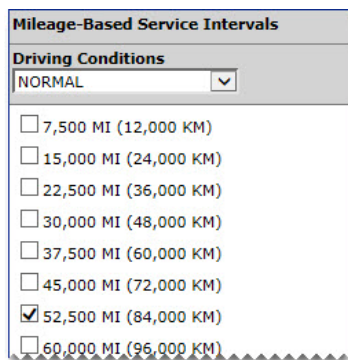 Mileage-Based Service Intervals
Driving Conditions
NORMAL
7,500 MI (12,000 KM)
15,000 MI (24,000 KM)
22,500 MI (36,000 KM)
30,000 MI (48,000 KM)
37,500 MI (60,000 KM)
45,000 MI (72,000 KM)
52,500 MI (84,000 KM)
60,000 MI (96,000 KM)